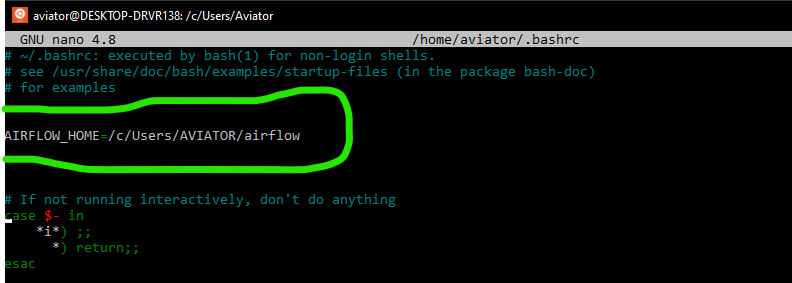 aviator@DESKTOP-DRVR138: /c/Users/Aviator
GNU nano 4.8 /home/aviator/.bashrc
# ~/.bashrc: executed by bash(1) for non-login shells.
# see /usr/share/doc/bash/examples/startup-files (in the package bash-doc)
# for examples
AIRFLOW_HOME=/c/Users/AVIATOR/airflow
# If not running interactively, don't do anything
case $- in
*i*) ;;
*) return;;
esac